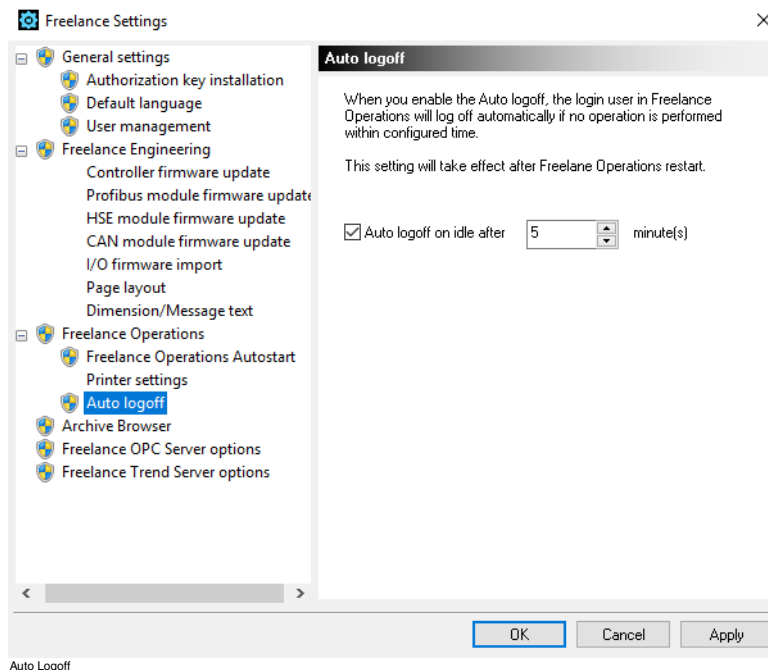 Freelance Settings
General settings
Authorization key installation
Default language
User management
Freelance Engineering
Controller firmware update
Profibus module firmware update
HSE module firmware update
CAN module firmware update
I/O firmware import
Page layout
Dimension/Message text
Freelance Operations
Freelance Operations Autostart
Printer settings
Auto logoff
Archive Browser
Freelance OPC Server options
Freelance Trend Server options
Auto logoff
When you enable the Auto logoff, the login user in Freelance
Operations will log off automatically if no operation is performed
within configured time.
This setting will take effect after Freelane Operations restart.
Auto logoff on idle after 5 minute(s)
OK Cancel Apply
Auto Logoff